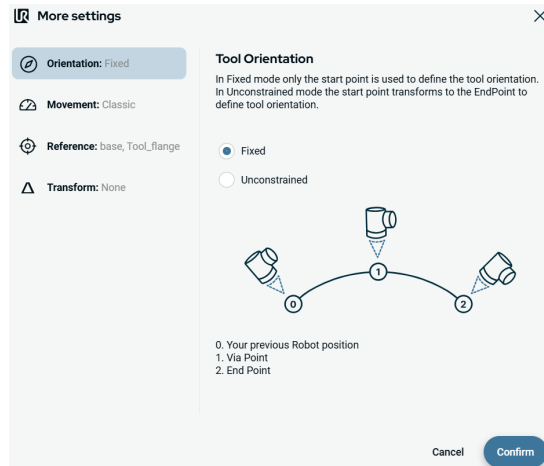 More settings
Orientation: Fixed
Movement: Classic
Reference: base, Tool_flange
Transform: None
Tool Orientation
In Fixed mode only the start point is used to define the tool orientation.
In Unconstrained mode the start point transforms to the EndPoint to
define tool orientation.
Fixed
Unconstrained
0
1
2
0. Your previous Robot position
1. Via Point
2. End Point
Cancel
Confirm